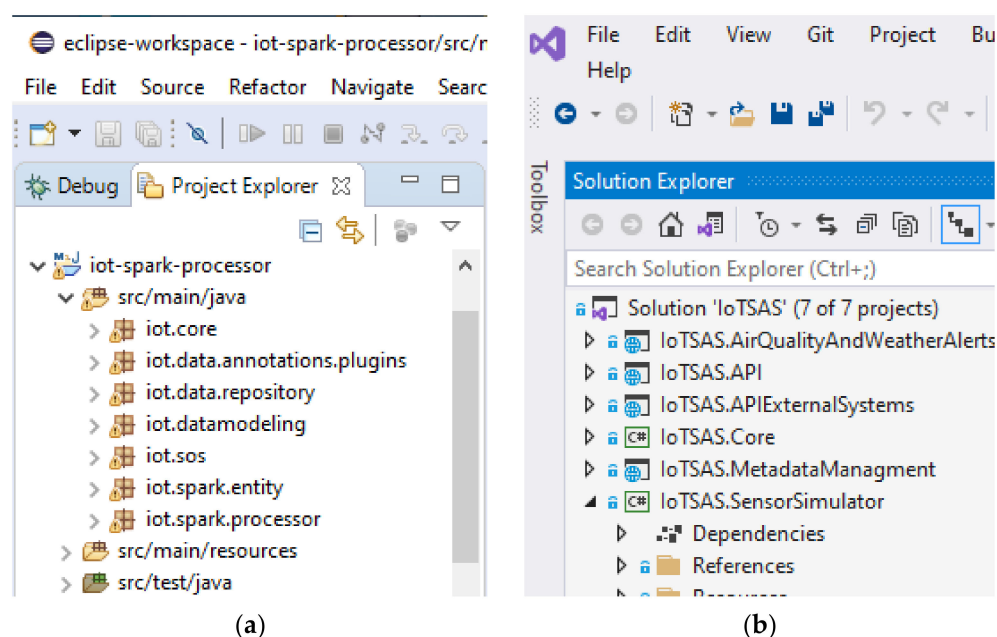 eclipse-workspace - iot-spark-processor/src/
File Edit Source Refactor Navigate Searc
Debug Project Explorer
iot-spark-processor
src/main/java
iot.core
iot.data.annotations.plugins
iot.data.repository
iot.datamodeling
iot.sos
iot.spark.entity
iot.spark.processor
src/main/resources
src/test/java
(a)
File Edit View Git Project Bu
Help
Toolbox
Solution Explorer
Search Solution Explorer (Ctrl+;)
Solution 'IoTSAS' (7 of 7 projects)
IoTSAS.AirQualityAndWeatherAlerts
IoTSAS.API
IoTSAS.APIExternalSystems
C# IoTSAS.Core
IoTSAS.MetadataManagment
C# IoTSAS.SensorSimulator
Dependencies
References
(b)